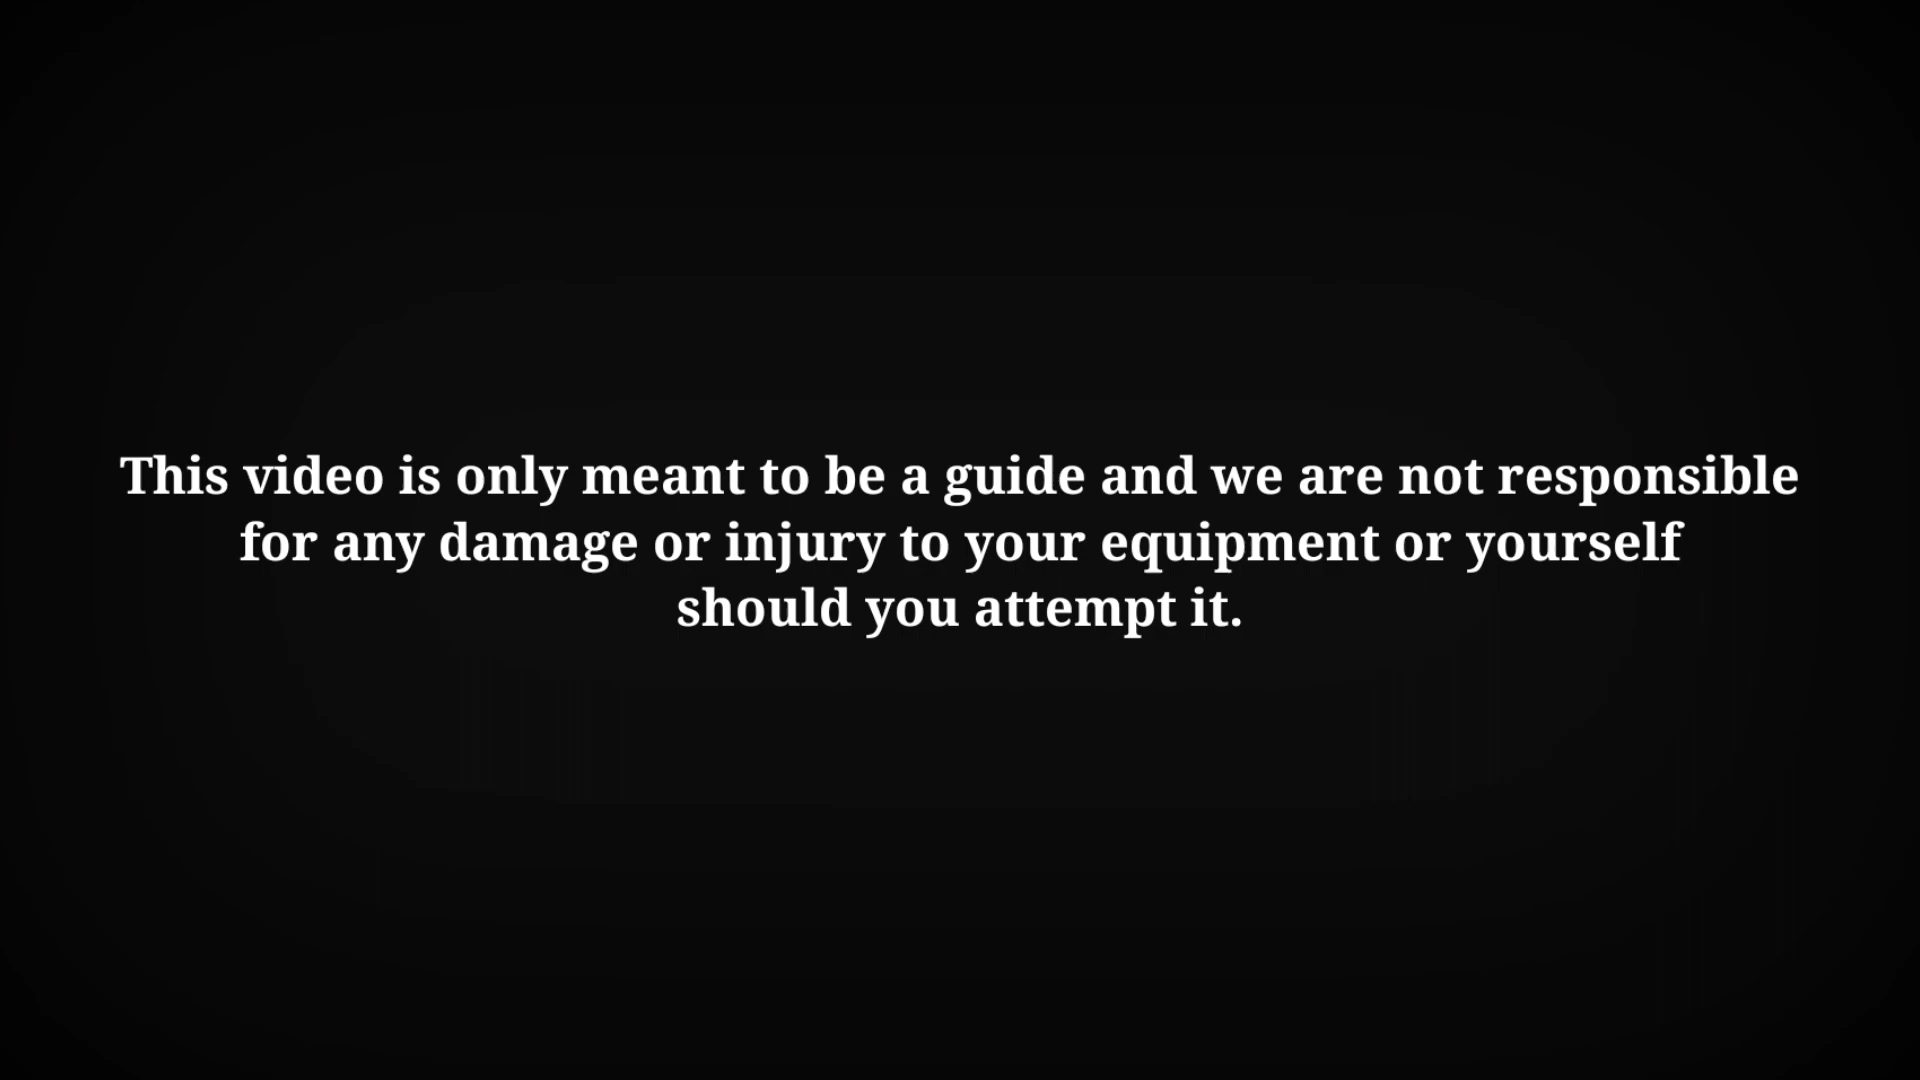 This video is only meant to be a guide and we are not responsible
for any damage or injury to your equipment or yourself
should you attempt it.